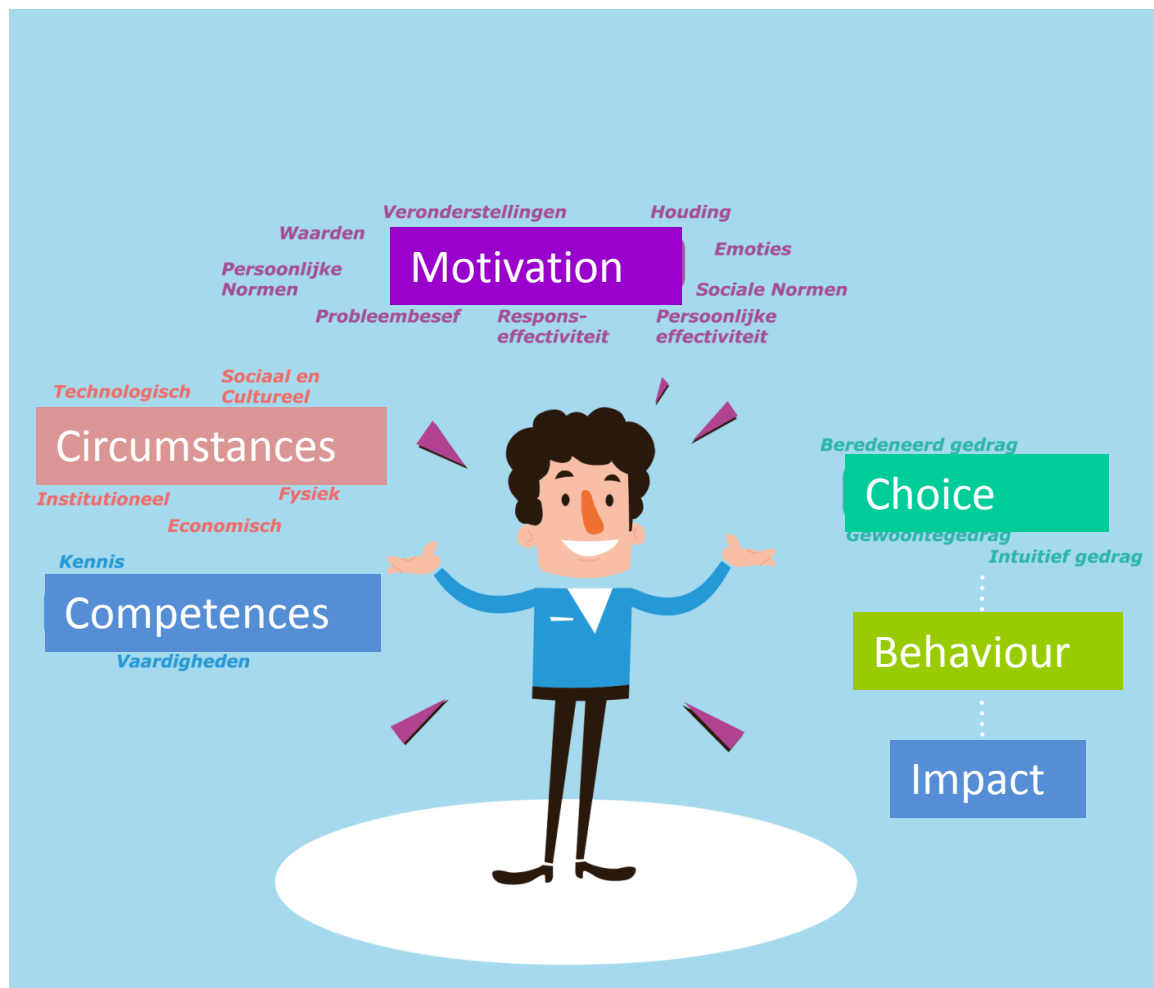 Veronderstellingen
Houding
Waarden
Motivation
Emoties
Persoonlijke
Normen
Sociale Normen
Probleembesef
Respons-
effectiviteit
Persoonlijke
effectiviteit
Technologisch
Sociaal en
Cultureel
Circumstances
Institutioneel
Fysiek
Economisch
Kennis
Competences
Vaardigheden
Beredeneerd gedrag
Choice
Gewoontegedrag
Intuitief gedrag
Behaviour
Impact